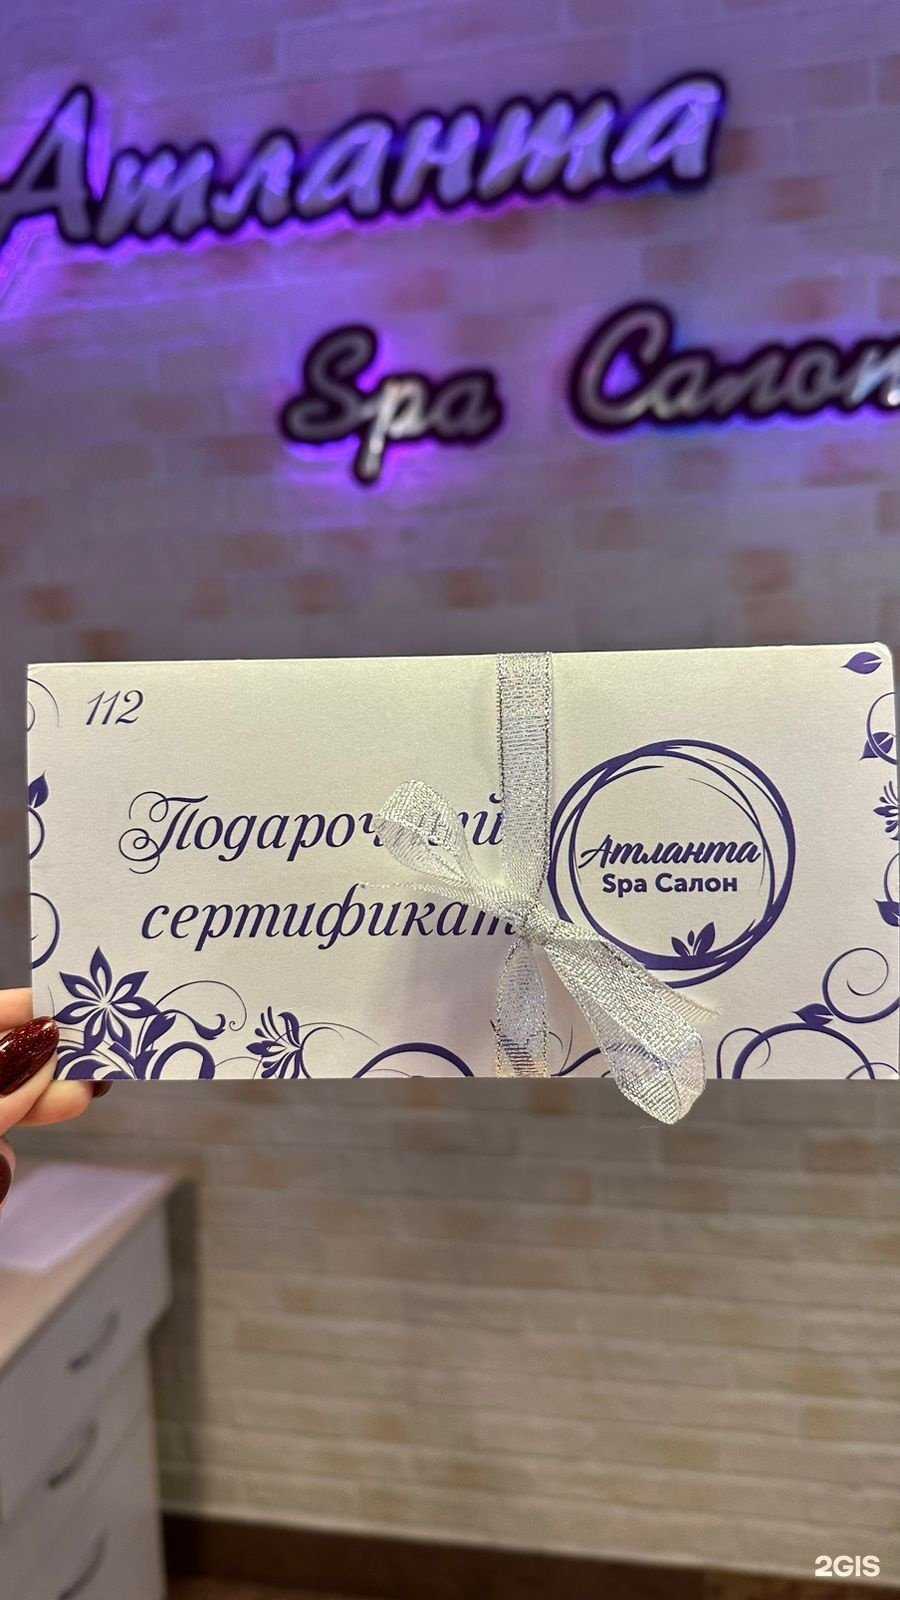 Атланта
Spa Салон
112
Подарочный
сертификат
Атланта
Spa Салон
2GIS